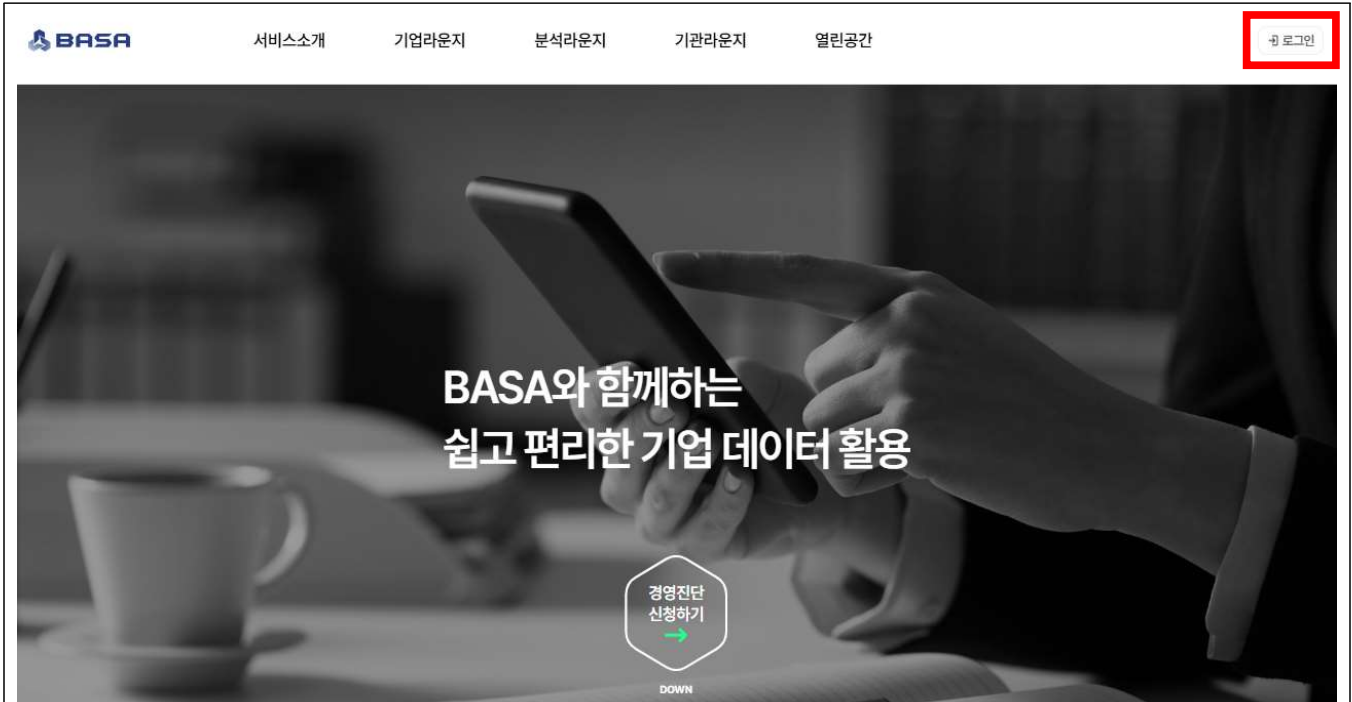 BASA
서비스소개
기업라운지
분석라운지
기관라운지
열린공간
로그인
BASA와 함께하는
쉽고 편리한 기업 데이터 활용
경영진단
신청하기
DOWN